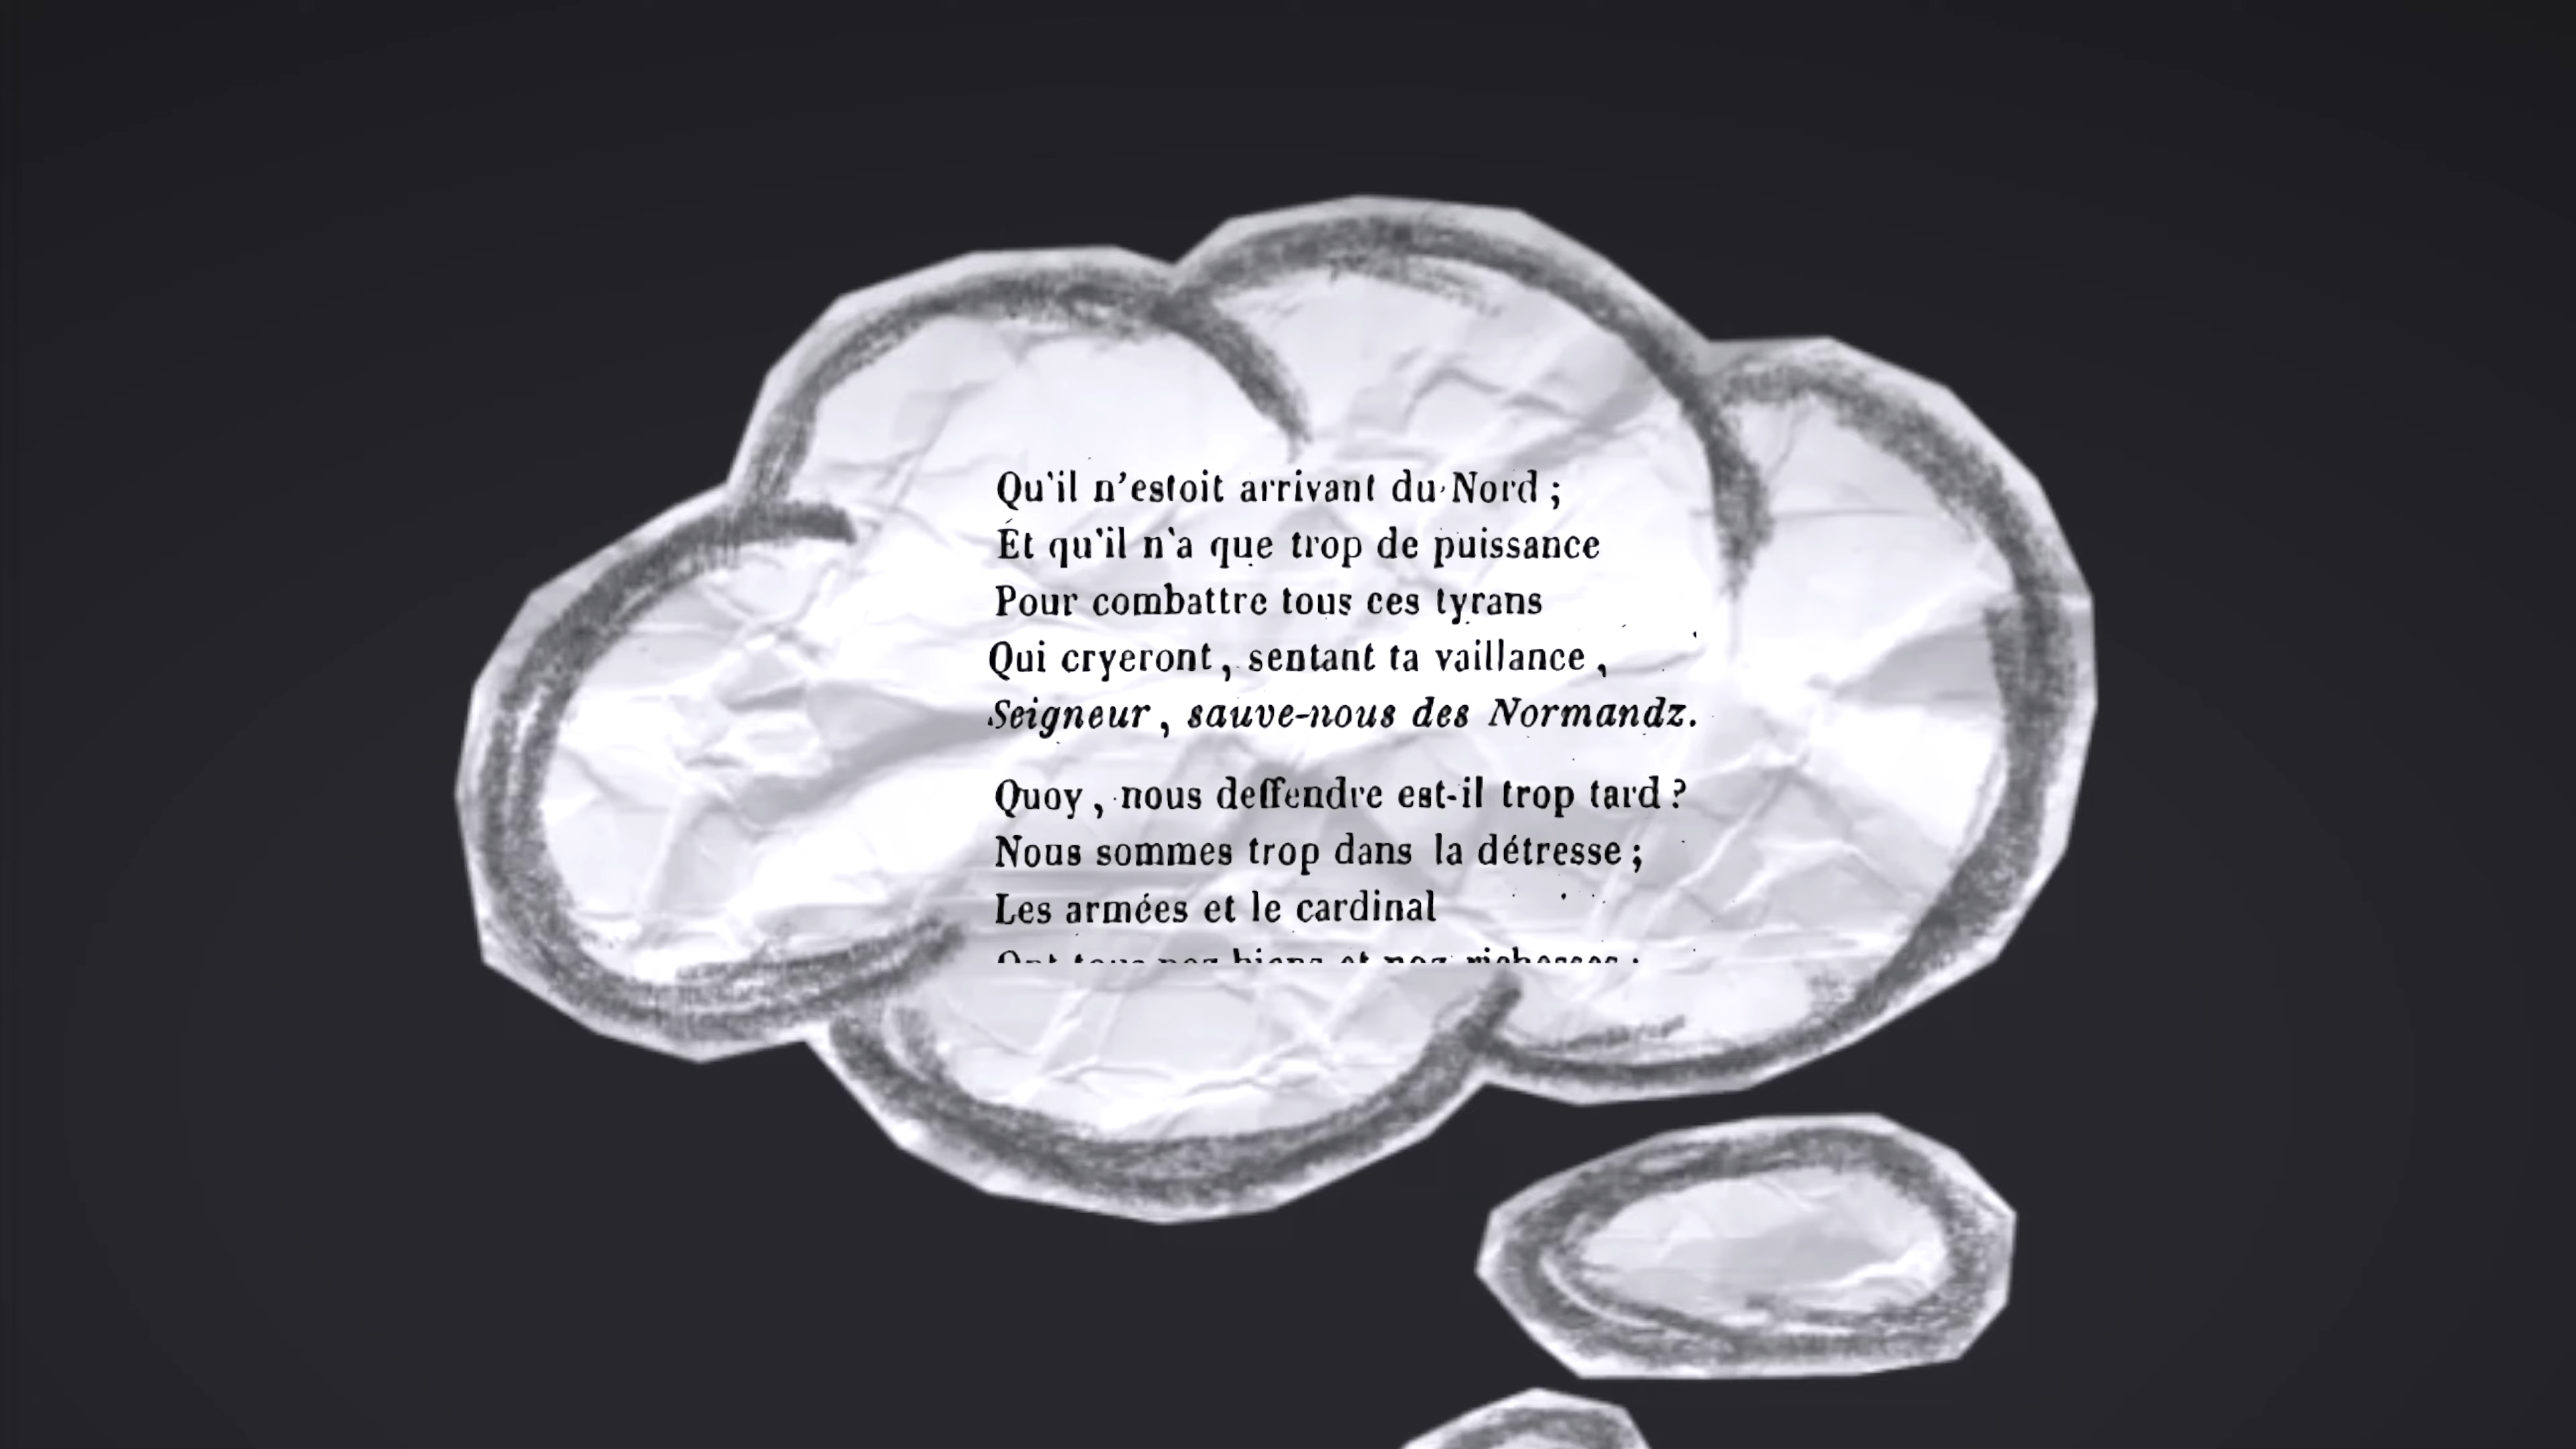 Qu'il n'estoit arrivant du Nord ;
Et qu'il n'a que trop de puissance
Pour combattre tous ces tyrans
Qui cryeront, sentant ta vaillance,
Seigneur, sauve-nous des Normandz.
Quoy, nous deffendre est-il trop tard ?
Nous sommes trop dans la détresse ;
Les armées et le cardinal